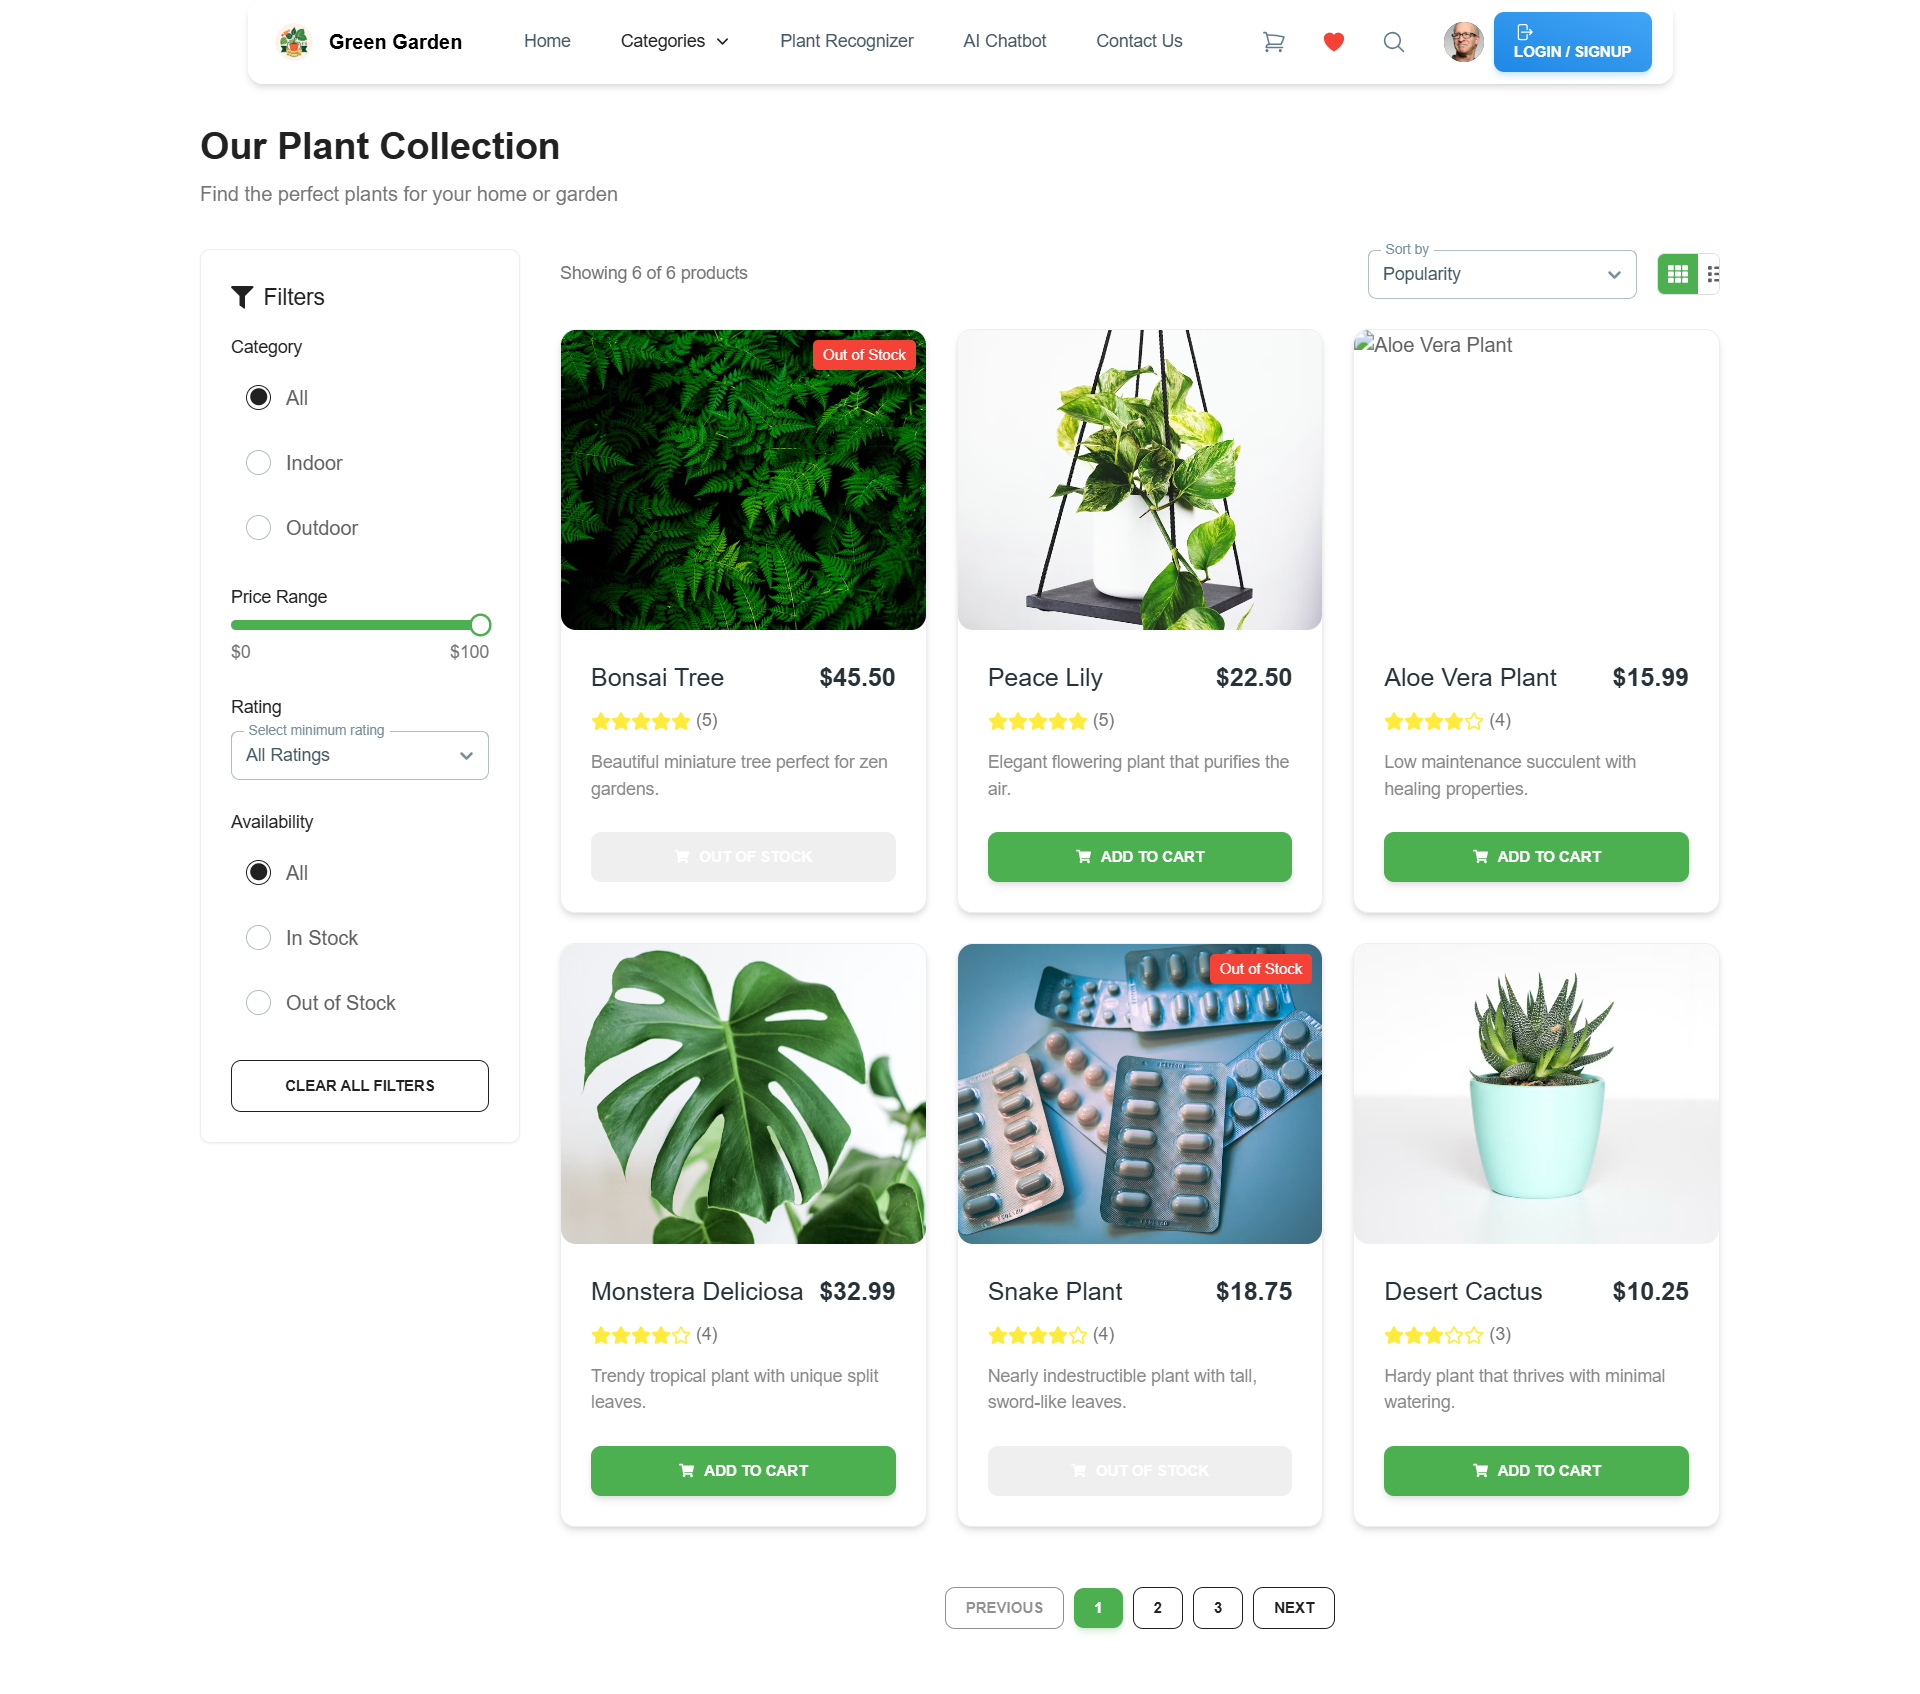 Green Garden
Home
Categories
Plant Recognizer
AI Chatbot
Contact Us
LOGIN / SIGNUP
Our Plant Collection
Find the perfect plants for your home or garden
Filters
Category
All
Indoor
Outdoor
Price Range
$0
$100
Rating
Select minimum rating
All Ratings
Availability
All
In Stock
Out of Stock
CLEAR ALL FILTERS
Showing 6 of 6 products
Sort by
Popularity
Out of Stock
Bonsai Tree
$45.50
(5)
Beautiful miniature tree perfect for zen
gardens.
OUT OF STOCK
Peace Lily
$22.50
(5)
Elegant flowering plant that purifies the
air.
ADD TO CART
Aloe Vera Plant
Aloe Vera Plant
$15.99
(4)
Low maintenance succulent with
healing properties.
ADD TO CART
Monstera Deliciosa
$32.99
(4)
Trendy tropical plant with unique split
leaves.
ADD TO CART
Out of Stock
Snake Plant
$18.75
(4)
Nearly indestructible plant with tall,
sword-like leaves.
OUT OF STOCK
Desert Cactus
$10.25
(3)
Hardy plant that thrives with minimal
watering.
ADD TO CART
PREVIOUS
1
2
3
NEXT